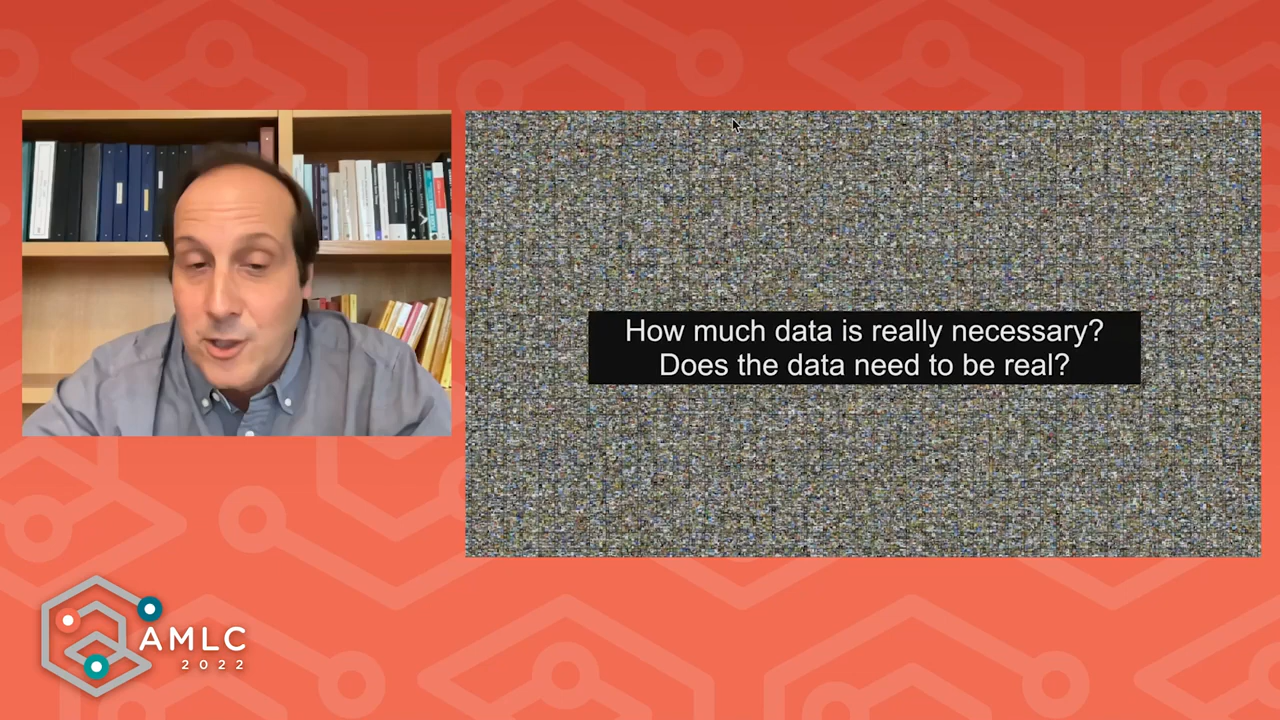 How much data is really necessary?
Does the data need to be real?
AMLC
2022